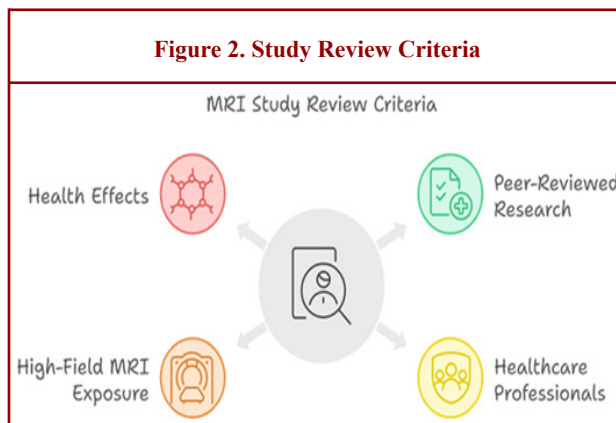 Figure 2. Study Review Criteria
MRI Study Review Criteria
Health Effects
Peer-Reviewed
Research
High-Field MRI
Exposure
Healthcare
Professionals